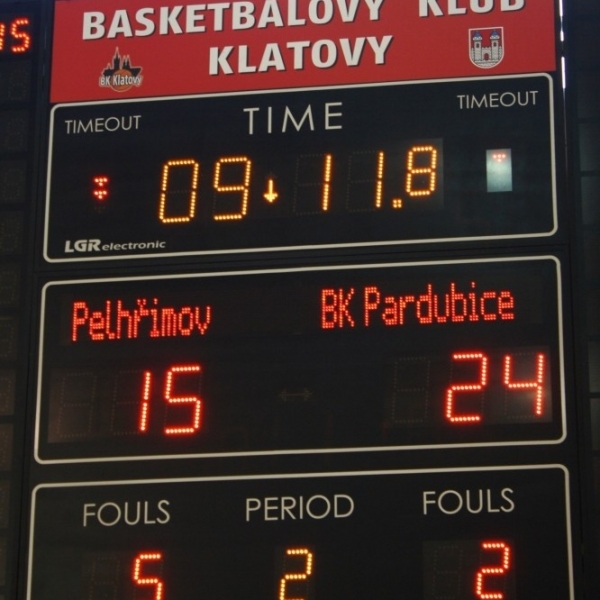 BASKETBALOVÝ KLUB
KLATOVY
BK Klatovy
TIMEOUT TIME TIMEOUT
09 11.8
LGR electronic
Pelhřimov BK Pardubice
15 24
FOULS PERIOD FOULS
5 2 2